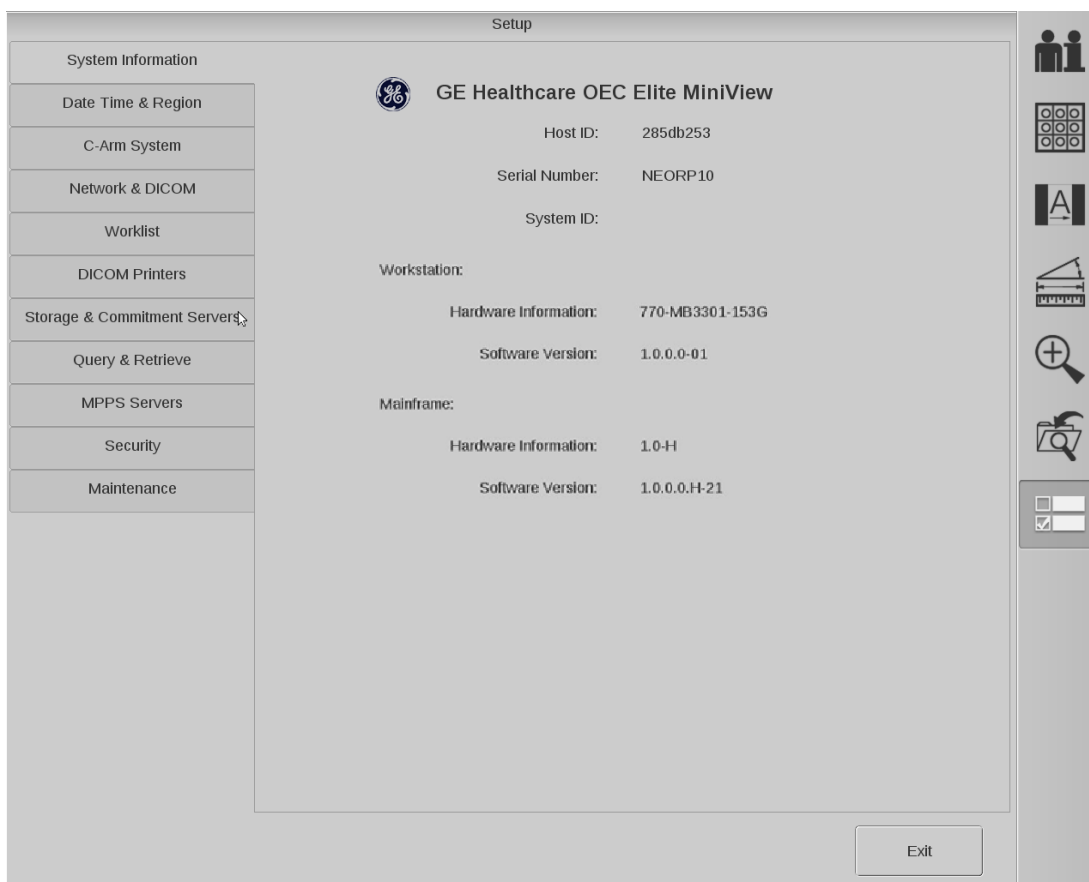 Setup
System Information
Date Time & Region
C-Arm System
Network & DICOM
Worklist
DICOM Printers
Storage & Commitment Servers
Query & Retrieve
MPPS Servers
Security
Maintenance
GE Healthcare OEC Elite MiniView
Host ID: 285db253
Serial Number: NEORP10
System ID:
Workstation:
Hardware Information: 770-MB3301-153G
Software Version: 1.0.0.0-01
Mainframe:
Hardware Information: 1.0-H
Software Version: 1.0.0.0.H-21
Exit
A